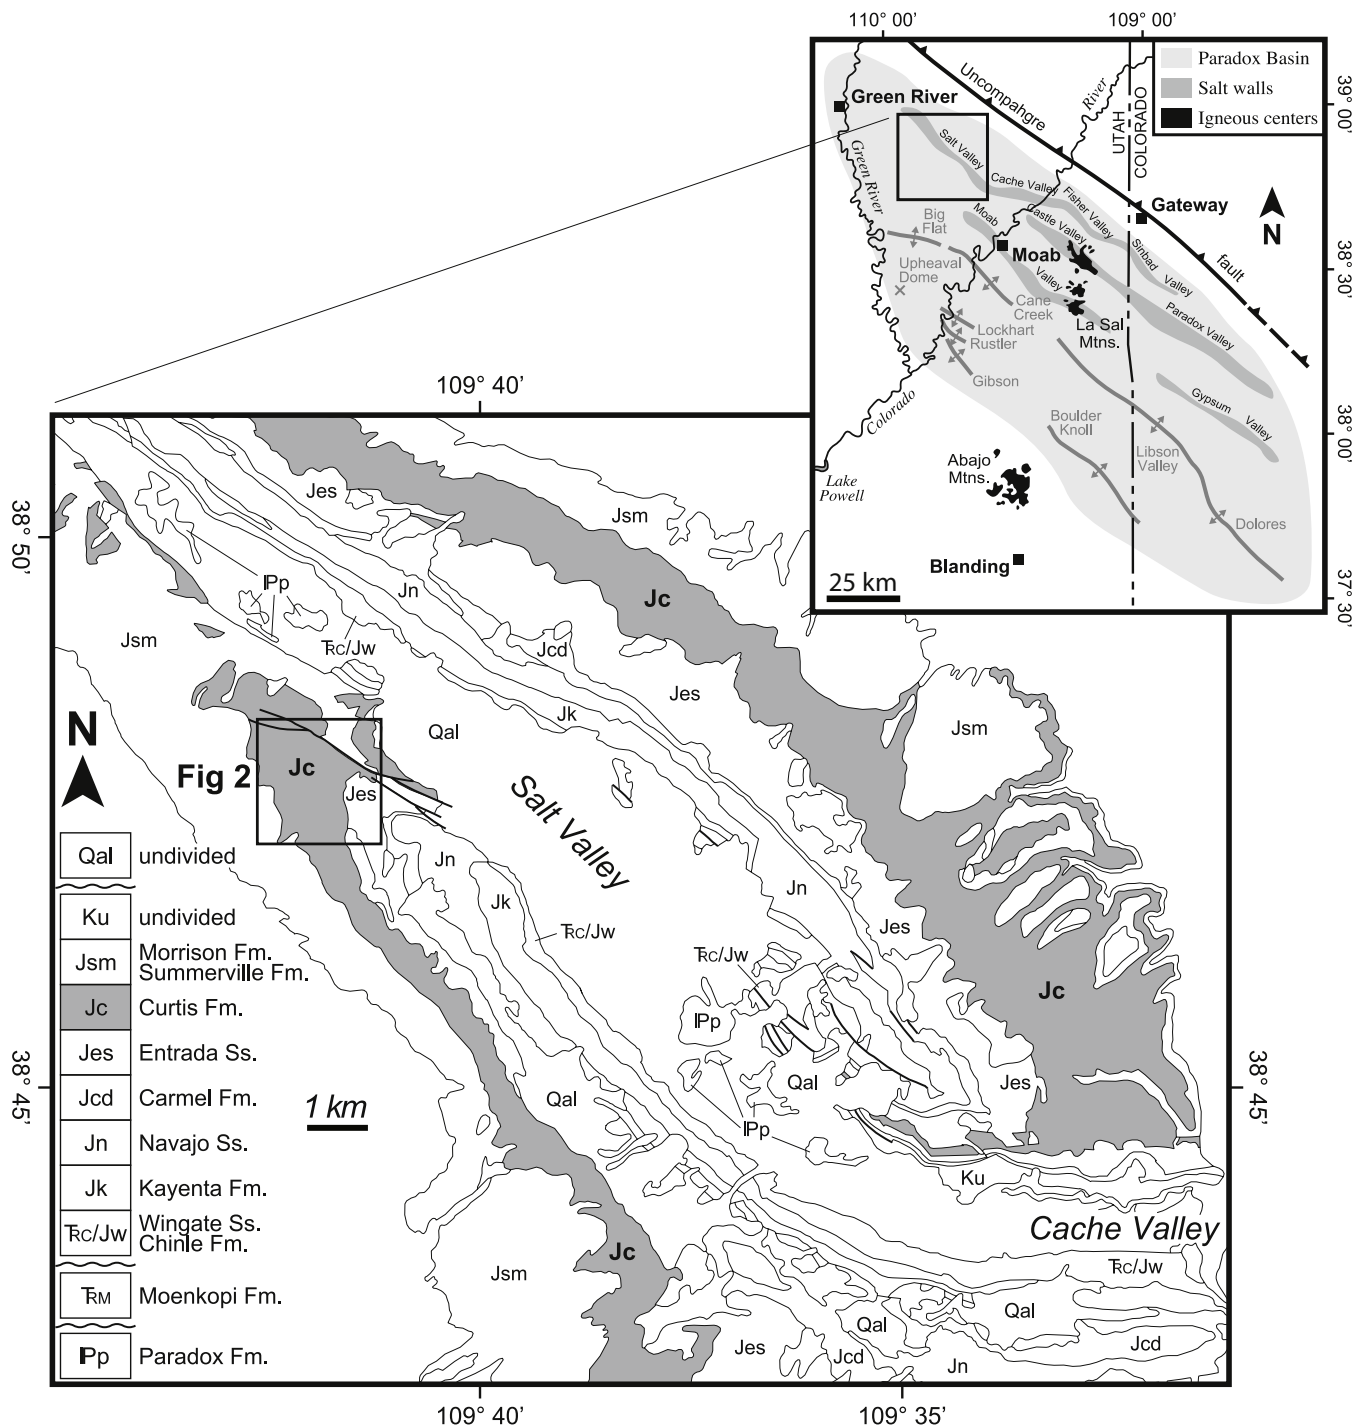 110° 00'
109° 00'
Paradox Basin
Salt walls
Igneous centers
39° 00'
38° 30'
38° 00'
37° 30'
Uncompahgre
fault
River
UTAH
COLORADO
Green River
Green River
Salt Valley
Cache Valley
Fisher Valley
Gateway
N
Big
Flat
Moab
Valley
Castle Valley
Sinbad
Valley
Moab
Upheaval
Dome
Cane
Creek
La Sal
Mtns.
Paradox Valley
Lockhart
Rustler
Gibson
Gypsum
Valley
Colorado
Boulder
Knoll
Libson
Valley
Abajo
Mtns.
Lake
Powell
Dolores
Blanding
25 km
109° 40'
38° 50'
38° 50'
Jes
Jsm
Jc
Jn
IPp
TRC/Jw
Jsm
Jcd
Jes
Jk
Qal
Jsm
N
Fig 2
Jc
Jes
Salt Valley
Jn
Jk
TRC/Jw
Jn
Jes
TRC/Jw
IPp
Jc
Qal
Jes
Qal
IPp
Ku
Cache Valley
Jc
Jsm
TRC/Jw
Qal
Qal
Jes
Jcd
Jn
Jcd
1 km
38° 45'
38° 45'
Qal undivided
Ku undivided
Jsm Morrison Fm.
Summerville Fm.
Jc Curtis Fm.
Jes Entrada Ss.
Jcd Carmel Fm.
Jn Navajo Ss.
Jk Kayenta Fm.
TRC/Jw Wingate Ss.
Chinle Fm.
TRM Moenkopi Fm.
IPp Paradox Fm.
109° 40'
109° 35'